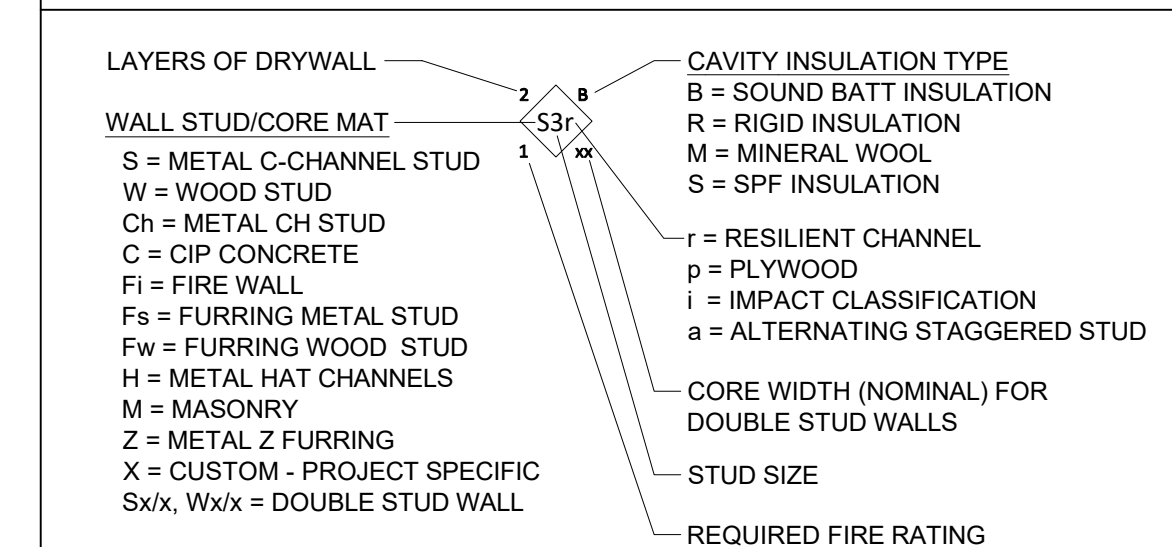 LAYERS OF DRYWALL
2
B
S3r
1
xx
WALL STUD/CORE MAT
S = METAL C-CHANNEL STUD
W = WOOD STUD
Ch = METAL CH STUD
C = CIP CONCRETE
Fi = FIRE WALL
Fs = FURRING METAL STUD
Fw = FURRING WOOD STUD
H = METAL HAT CHANNELS
M = MASONRY
Z = METAL Z FURRING
X = CUSTOM - PROJECT SPECIFIC
Sx/x, Wx/x = DOUBLE STUD WALL
CAVITY INSULATION TYPE
B = SOUND BATT INSULATION
R = RIGID INSULATION
M = MINERAL WOOL
S = SPF INSULATION
r = RESILIENT CHANNEL
p = PLYWOOD
i = IMPACT CLASSIFICATION
a = ALTERNATING STAGGERED STUD
CORE WIDTH (NOMINAL) FOR
DOUBLE STUD WALLS
STUD SIZE
REQUIRED FIRE RATING